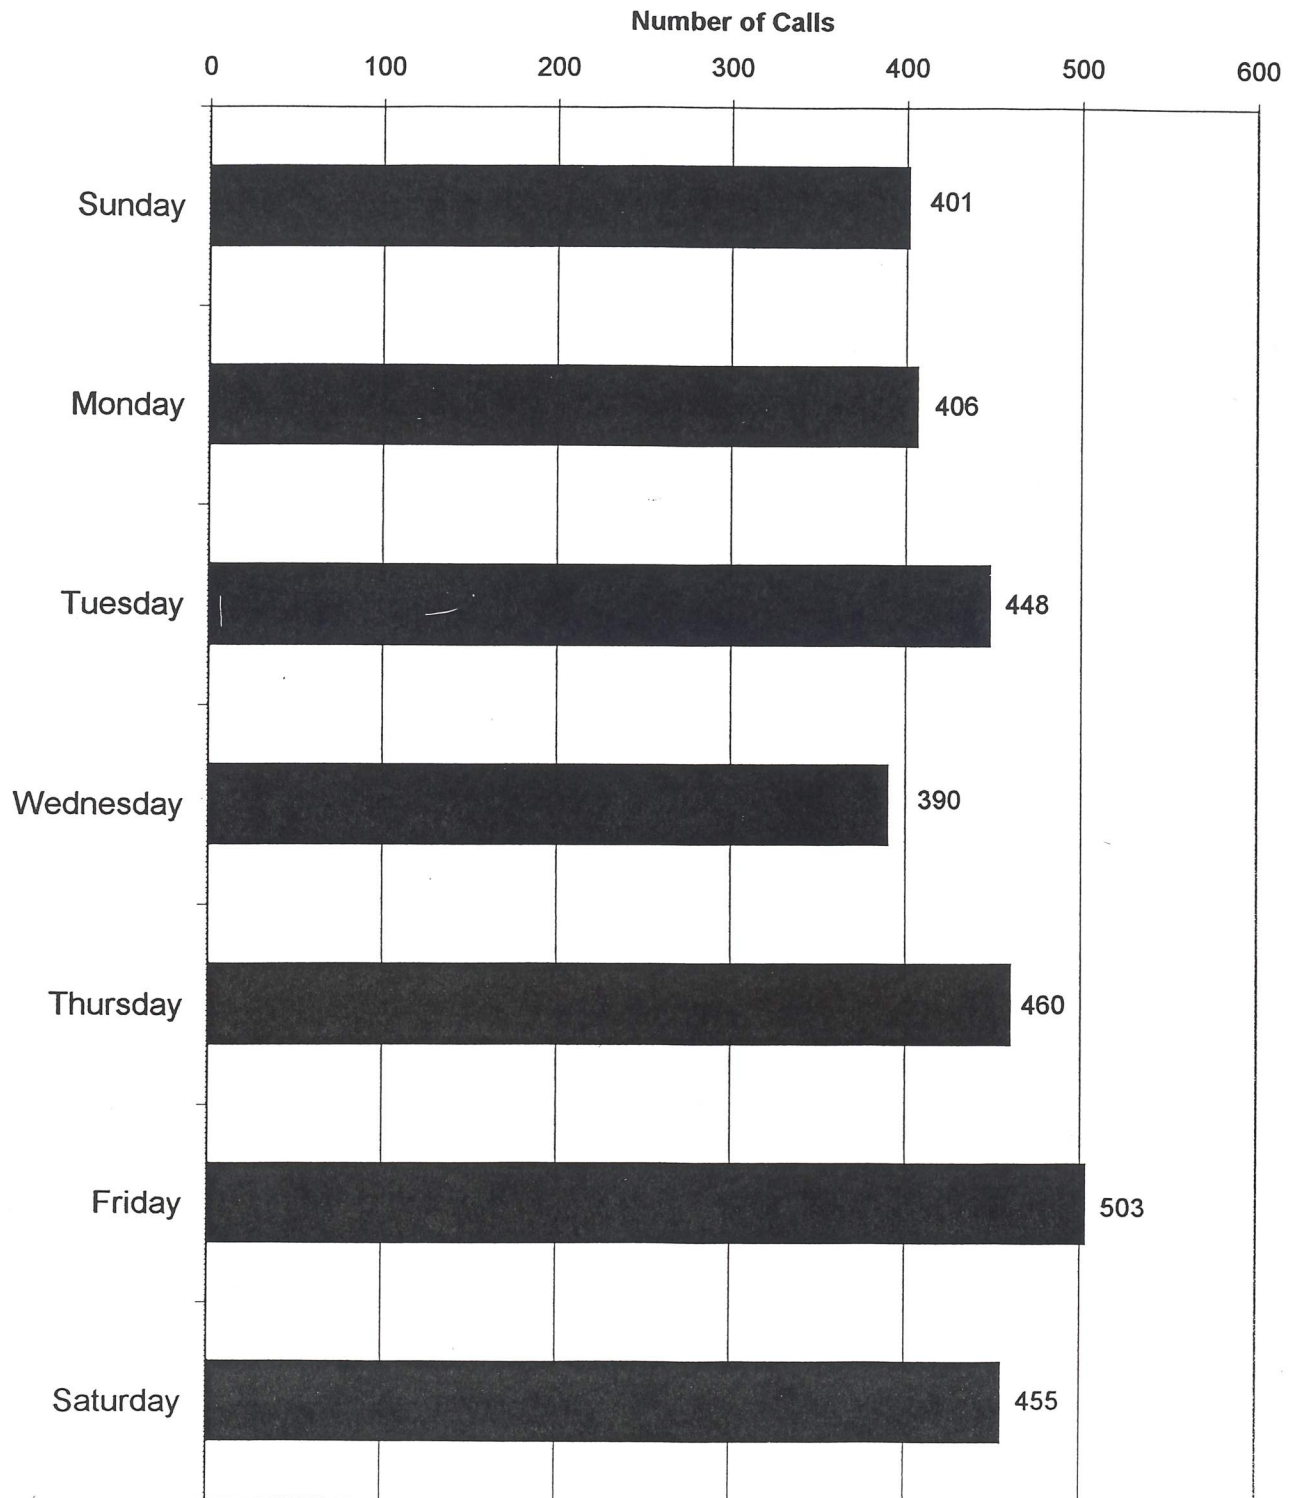 Number of Calls
0 100 200 300 400 500 600
Sunday 401
Monday 406
Tuesday 448
Wednesday 390
Thursday 460
Friday 503
Saturday 455